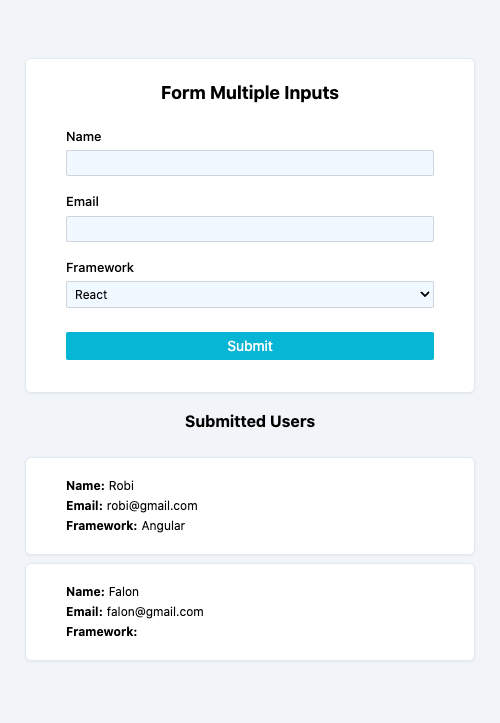 Form Multiple Inputs
Name
Email
Framework
React
Submit
Submitted Users
Name: Robi
Email: robi@gmail.com
Framework: Angular
Name: Falon
Email: falon@gmail.com
Framework: